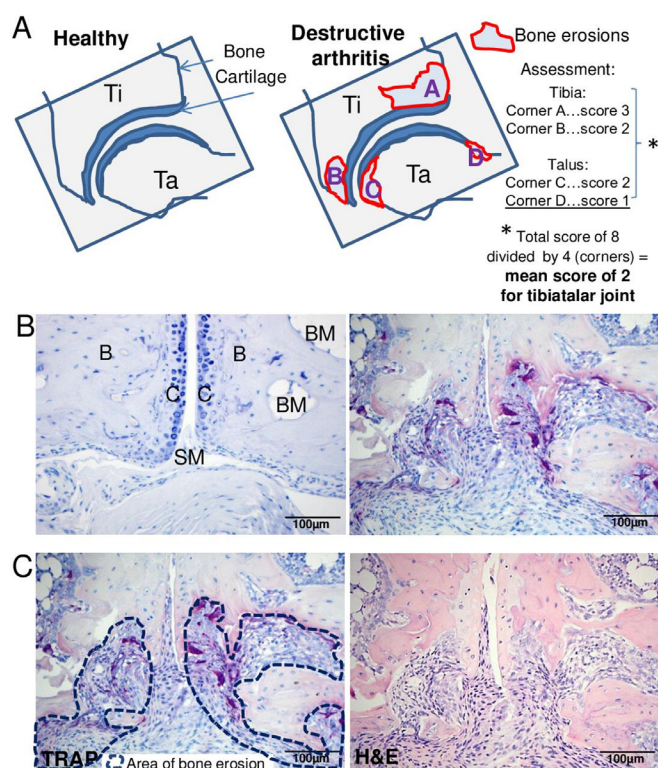 A
Healthy
Bone
Cartilage
Ti
Ta
Destructive
arthritis
Ti
Ta
A
B
C
D
Bone erosions
Assessment:
Tibia:
Corner A...score 3
Corner B...score 2
*
Talus:
Corner C...score 2
Corner D...score 1
* Total score of 8
divided by 4 (corners) =
mean score of 2
for tibiatalar joint
B
B
B
BM
C
C
BM
SM
100µm
100µm
C
TRAP
Area of bone erosion
100µm
H&E
100µm